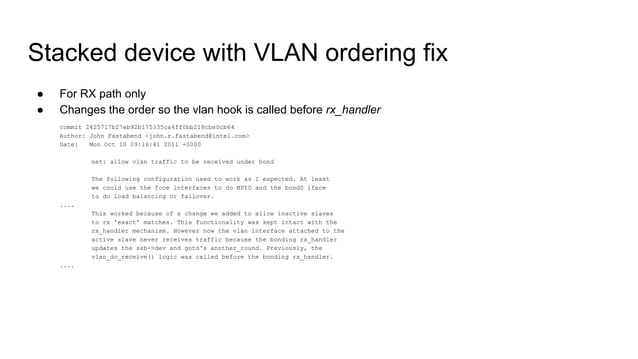 Stacked device with VLAN ordering fix
● For RX path only
● Changes the order so the vlan hook is called before rx_handler
commit 2425717b27eb92b175335ca4ff0bb218cbe0cb64
Author: John Fastabend <john.r.fastabend@intel.com>
Date: Mon Oct 10 09:16:41 2011 +0000
net: allow vlan traffic to be received under bond
The following configuration used to work as I expected. At least
we could use the fcoe interfaces to do MPIO and the bond0 iface
to do load balancing or failover.
....
This worked because of a change we added to allow inactive slaves
to rx 'exact' matches. This functionality was kept intact with the
rx_handler mechanism. However now the vlan interface attached to the
active slave never receives traffic because the bonding rx_handler
updates the skb->dev and goto's another_round. Previously, the
vlan_do_receive() logic was called before the bonding rx_handler.
....